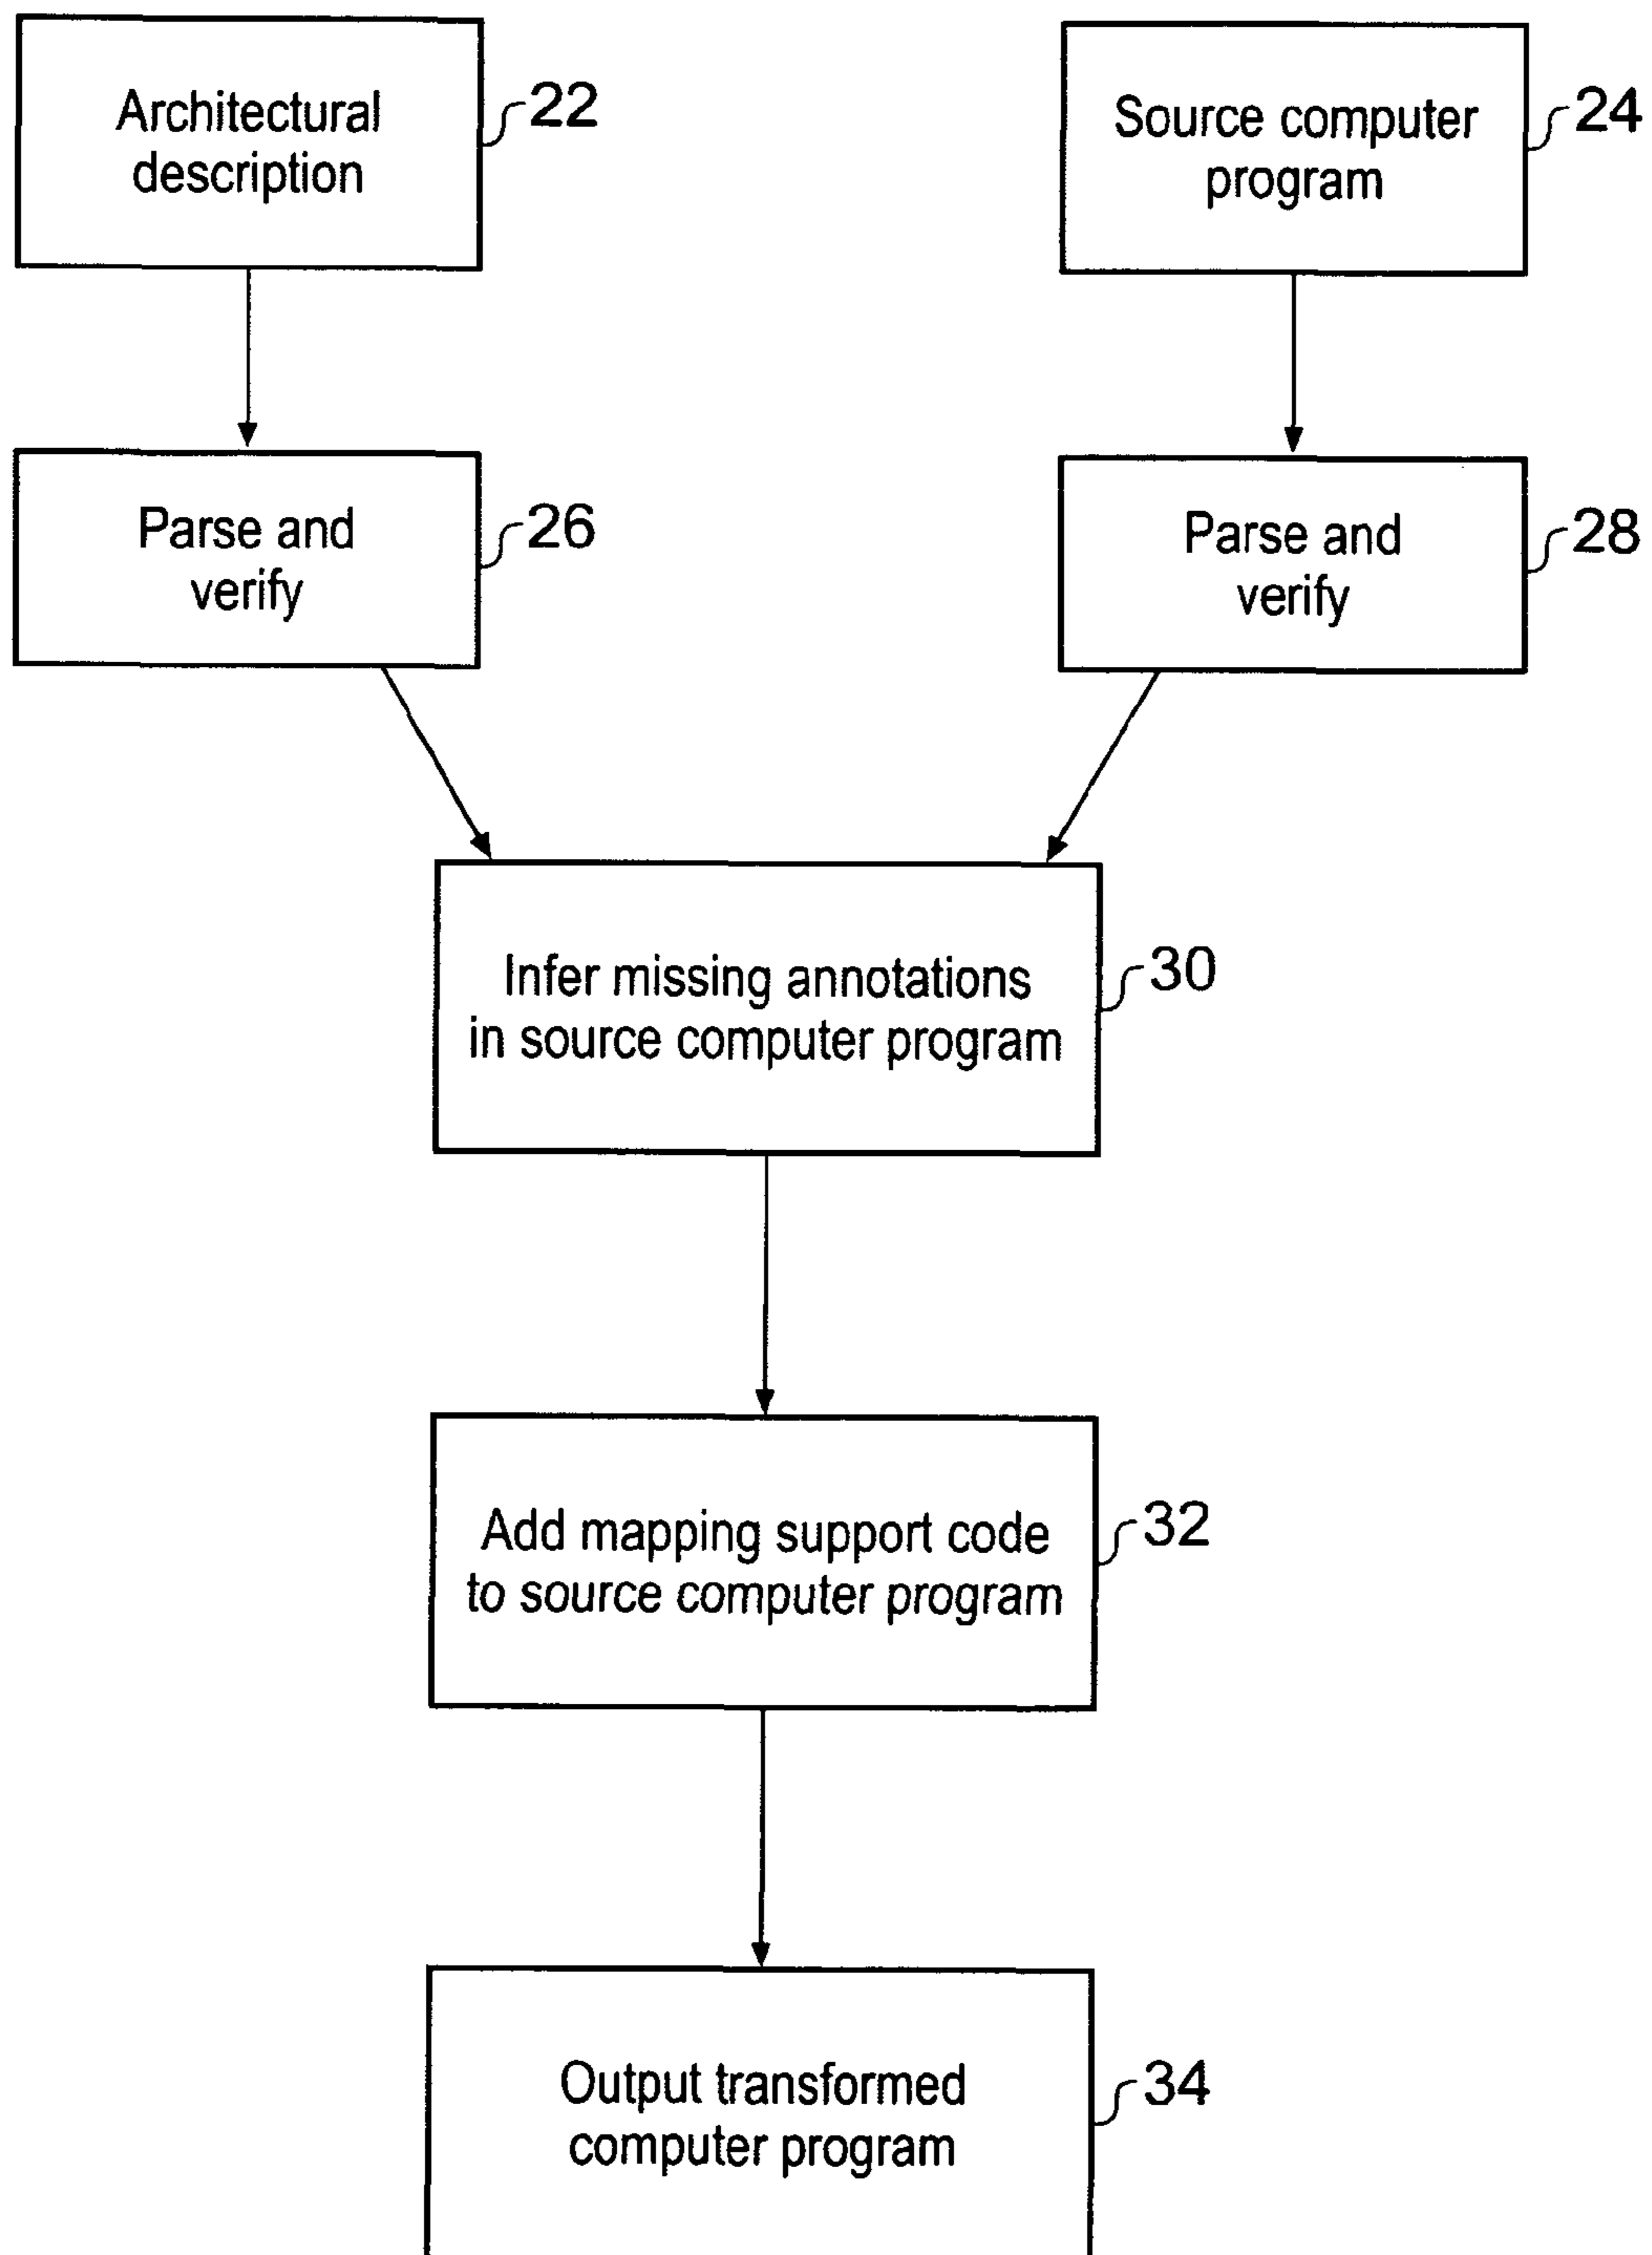 Architectural
description
22
Source computer
program
24
Parse and
verify
26
Parse and
verify
28
Infer missing annotations
in source computer program
30
Add mapping support code
to source computer program
32
Output transformed
computer program
34